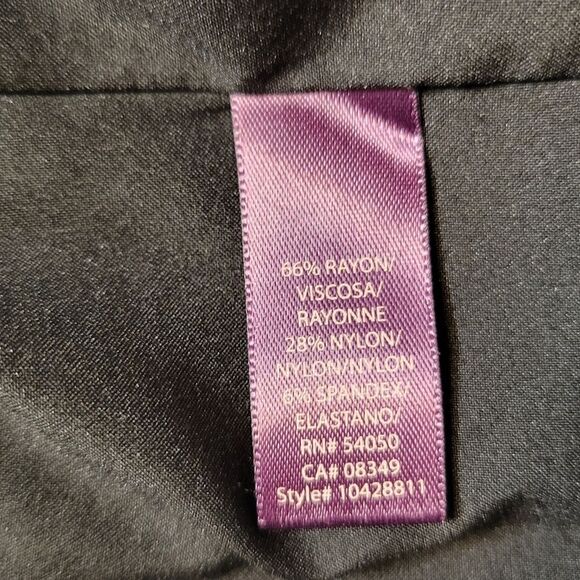 66% RAYON/
VISCOSA/
RAYONNE
28% NYLON/
NYLON/NYLON
6% SPANDEX/
ELASTANO/
RN# 54050
CA# 08349
Style# 10428811